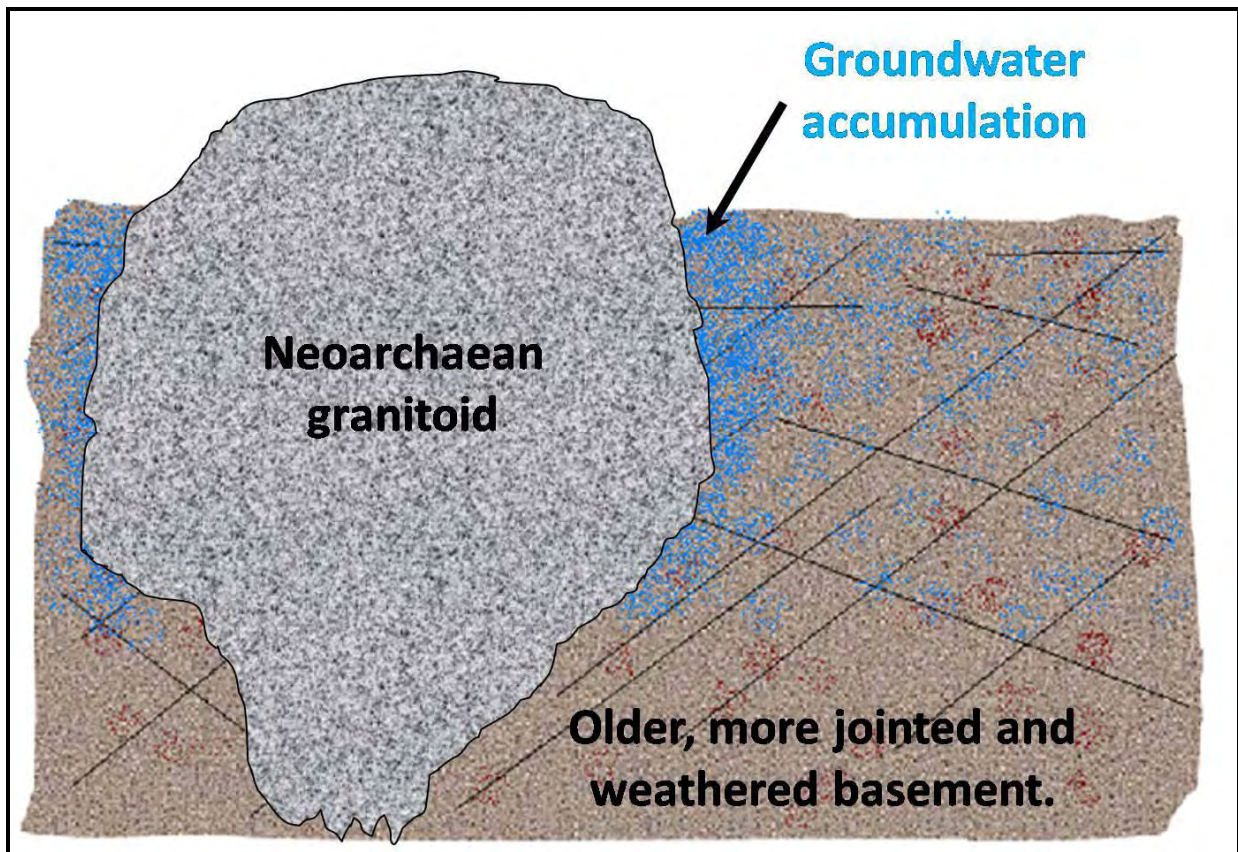 Groundwater
accumulation
Neoarchaean
granitoid
Older, more jointed and
weathered basement.